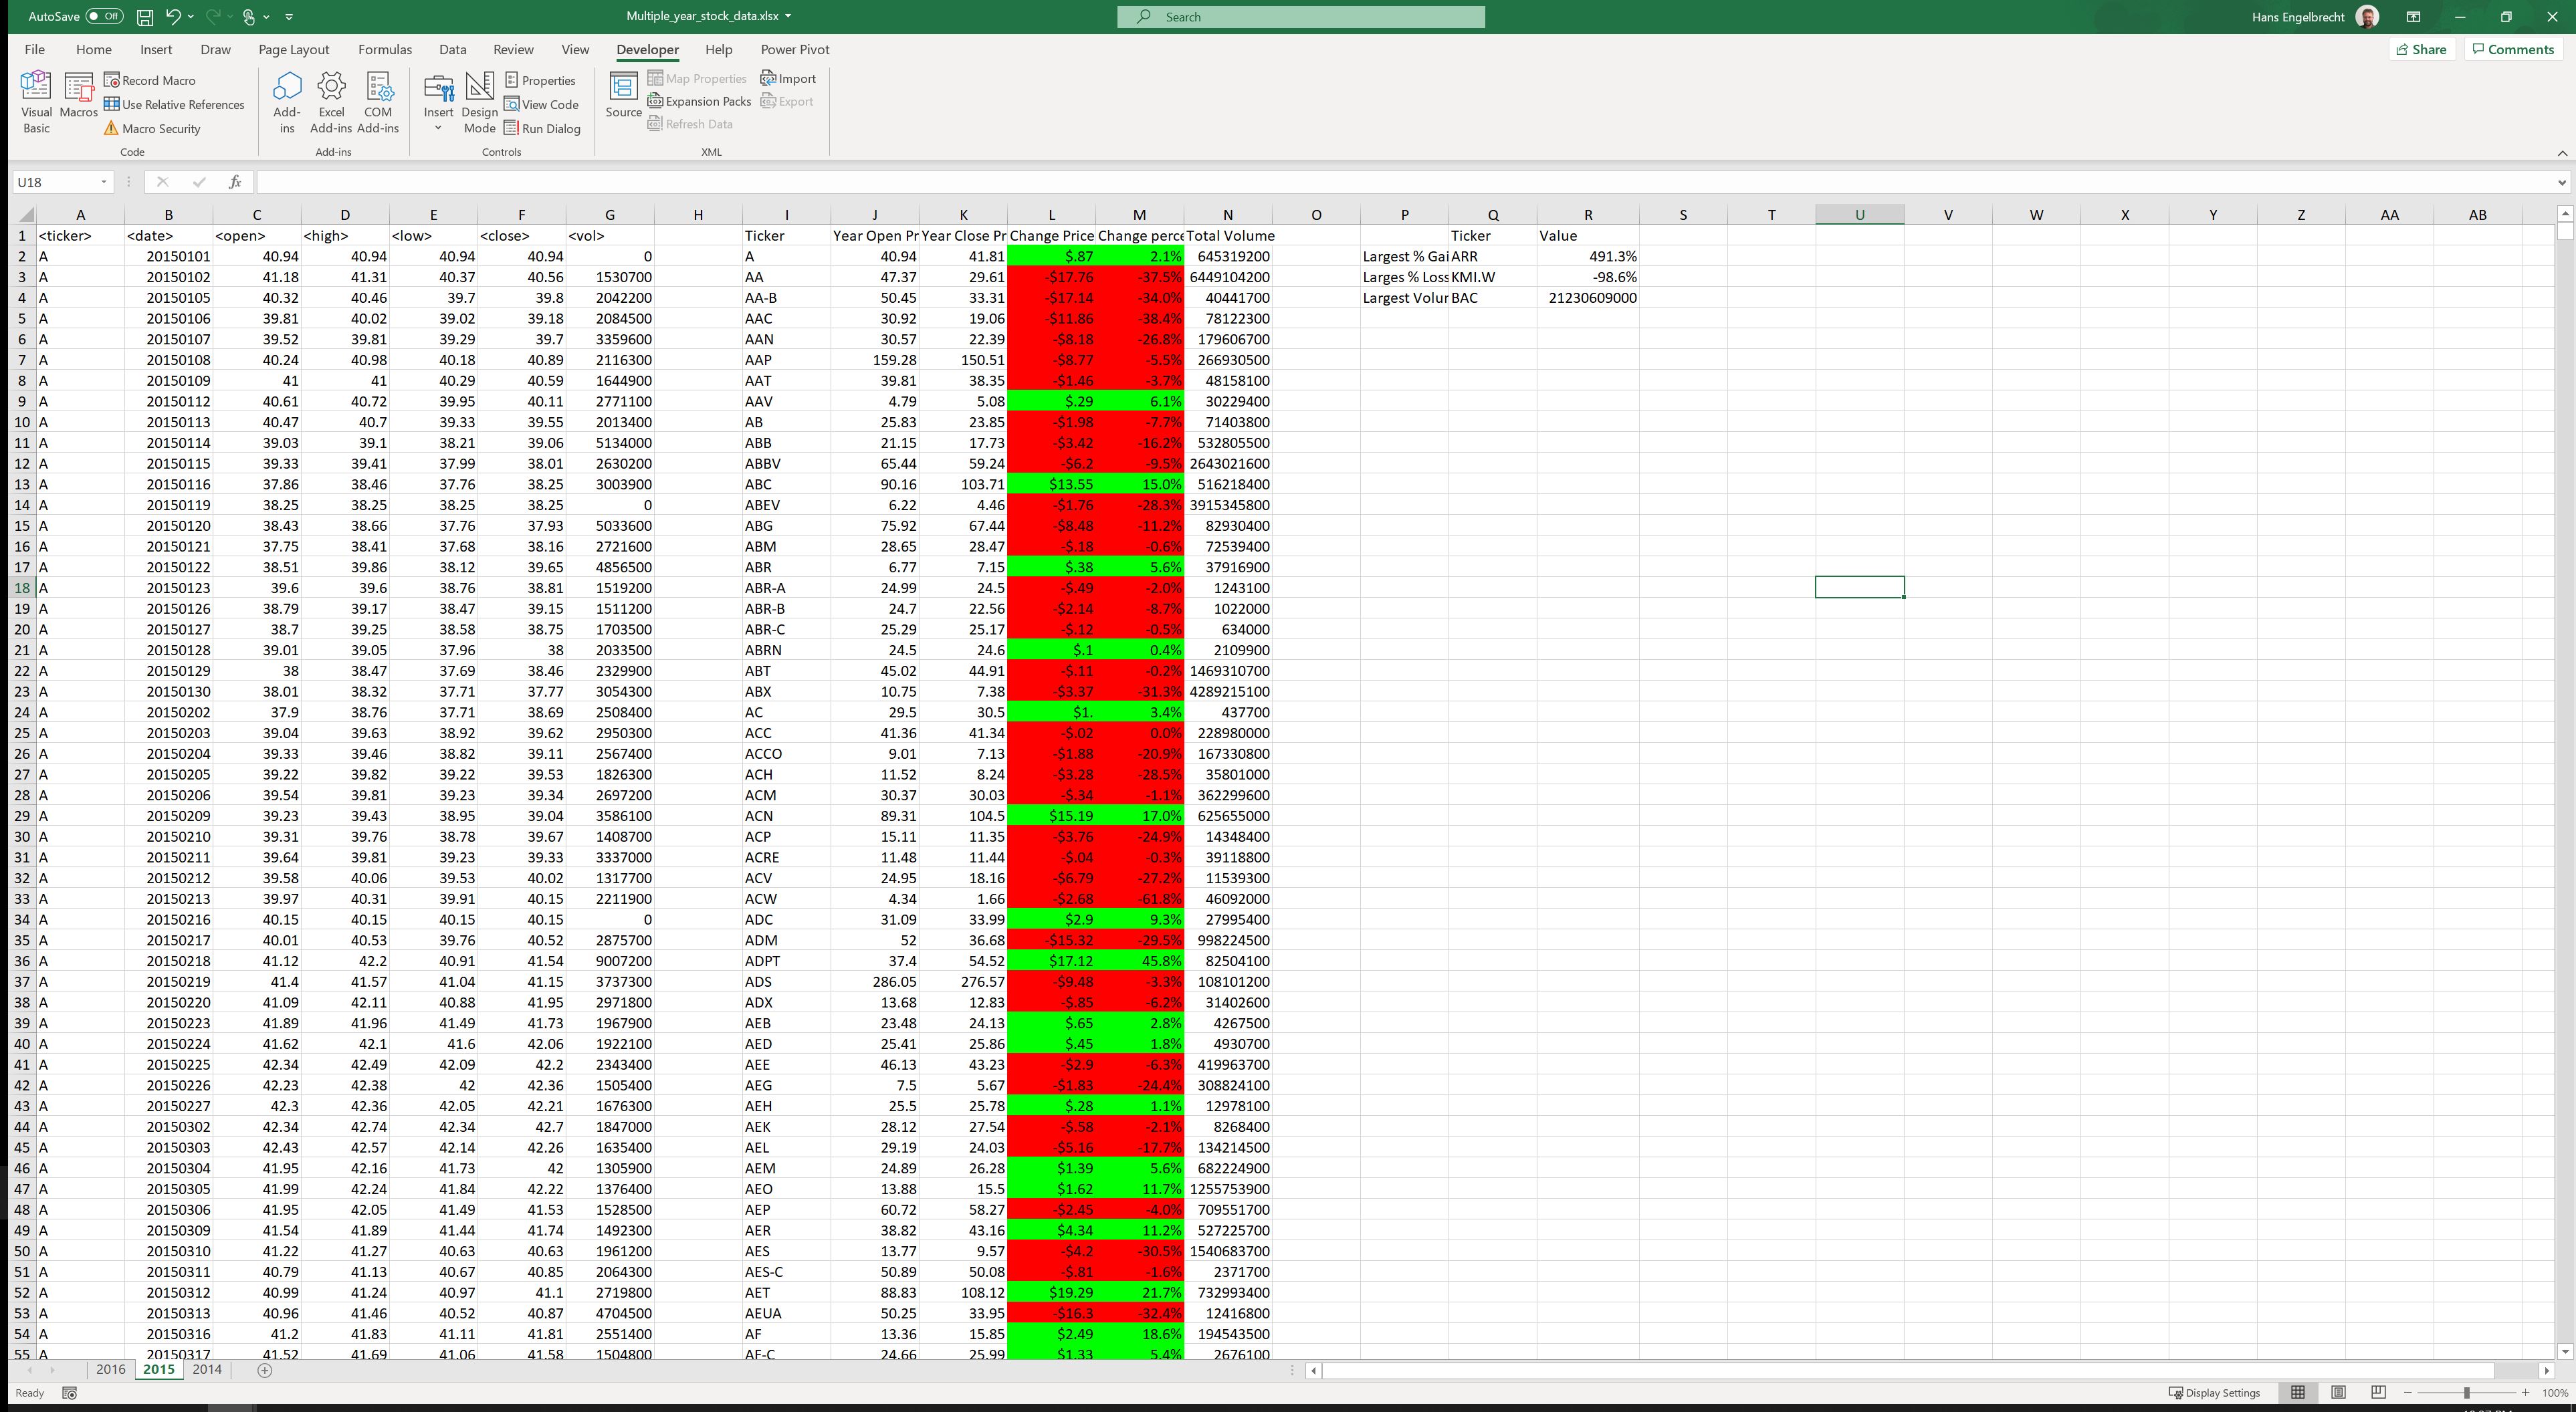 AutoSave Off Multiple_year_stock_data.xlsx Search Hans Engelbrecht
File Home Insert Draw Page Layout Formulas Data Review View Developer Help Power Pivot Share Comments
Visual Basic Macros Record Macro Use Relative References Macro Security
Add-ins Excel Add-ins COM Add-ins
Insert Design Mode Properties View Code Run Dialog
Source Map Properties Expansion Packs Refresh Data Import Export
Code Add-ins Controls XML
U18 fx
A B C D E F G H I J K L M N O P Q R S T U V W X Y Z AA AB
1 <ticker> <date> <open> <high> <low> <close> <vol> Ticker Year Open Pr Year Close Pr Change Price Change perce Total Volume Ticker Value
2 A 20150101 40.94 40.94 40.94 40.94 0 A 40.94 41.81 $.87 2.1% 645319200 Largest % Gai ARR 491.3%
3 A 20150102 41.18 41.31 40.37 40.56 1530700 AA 47.37 29.61 -$17.76 -37.5% 6449104200 Larges % Loss KMI.W -98.6%
4 A 20150105 40.32 40.46 39.7 39.8 2042200 AA-B 50.45 33.31 -$17.14 -34.0% 40441700 Largest Volur BAC 21230609000
5 A 20150106 39.81 40.02 39.02 39.18 2084500 AAC 30.92 19.06 -$11.86 -38.4% 78122300
6 A 20150107 39.52 39.81 39.29 39.7 3359600 AAN 30.57 22.39 -$8.18 -26.8% 179606700
7 A 20150108 40.24 40.98 40.18 40.89 2116300 AAP 159.28 150.51 -$8.77 -5.5% 266930500
8 A 20150109 41 41 40.29 40.59 1644900 AAT 39.81 38.35 -$1.46 -3.7% 48158100
9 A 20150112 40.61 40.72 39.95 40.11 2771100 AAV 4.79 5.08 $.29 6.1% 30229400
10 A 20150113 40.47 40.7 39.33 39.55 2013400 AB 25.83 23.85 -$1.98 -7.7% 71403800
11 A 20150114 39.03 39.1 38.21 39.06 5134000 ABB 21.15 17.73 -$3.42 -16.2% 532805500
12 A 20150115 39.33 39.41 37.99 38.01 2630200 ABBV 65.44 59.24 -$6.2 -9.5% 2643021600
13 A 20150116 37.86 38.46 37.76 38.25 3003900 ABC 90.16 103.71 $13.55 15.0% 516218400
14 A 20150119 38.25 38.25 38.25 38.25 0 ABEV 6.22 4.46 -$1.76 -28.3% 3915345800
15 A 20150120 38.43 38.66 37.76 37.93 5033600 ABG 75.92 67.44 -$8.48 -11.2% 82930400
16 A 20150121 37.75 38.41 37.68 38.16 2721600 ABM 28.65 28.47 -$.18 -0.6% 72539400
17 A 20150122 38.51 39.86 38.12 39.65 4856500 ABR 6.77 7.15 $.38 5.6% 37916900
18 A 20150123 39.6 39.6 38.76 38.81 1519200 ABR-A 24.99 24.5 -$.49 -2.0% 1243100
19 A 20150126 38.79 39.17 38.47 39.15 1511200 ABR-B 24.7 22.56 -$2.14 -8.7% 1022000
20 A 20150127 38.7 39.25 38.58 38.75 1703500 ABR-C 25.29 25.17 -$.12 -0.5% 634000
21 A 20150128 39.01 39.05 37.96 38 2033500 ABRN 24.5 24.6 $.1 0.4% 2109900
22 A 20150129 38 38.47 37.69 38.46 2329900 ABT 45.02 44.91 -$.11 -0.2% 1469310700
23 A 20150130 38.01 38.32 37.71 37.77 3054300 ABX 10.75 7.38 -$3.37 -31.3% 4289215100
24 A 20150202 37.9 38.76 37.71 38.69 2508400 AC 29.5 30.5 $1. 3.4% 437700
25 A 20150203 39.04 39.63 38.92 39.62 2950300 ACC 41.36 41.34 -$.02 0.0% 228980000
26 A 20150204 39.33 39.46 38.82 39.11 2567400 ACCO 9.01 7.13 -$1.88 -20.9% 167330800
27 A 20150205 39.22 39.82 39.22 39.53 1826300 ACH 11.52 8.24 -$3.28 -28.5% 35801000
28 A 20150206 39.54 39.81 39.23 39.34 2697200 ACM 30.37 30.03 -$.34 -1.1% 362299600
29 A 20150209 39.23 39.43 38.95 39.04 3586100 ACN 89.31 104.5 $15.19 17.0% 625655000
30 A 20150210 39.31 39.76 38.78 39.67 1408700 ACP 15.11 11.35 -$3.76 -24.9% 14348400
31 A 20150211 39.64 39.81 39.23 39.33 3337000 ACRE 11.48 11.44 -$.04 -0.3% 39118800
32 A 20150212 39.58 40.06 39.53 40.02 1317700 ACV 24.95 18.16 -$6.79 -27.2% 11539300
33 A 20150213 39.97 40.31 39.91 40.15 2211900 ACW 4.34 1.66 -$2.68 -61.8% 46092000
34 A 20150216 40.15 40.15 40.15 40.15 0 ADC 31.09 33.99 $2.9 9.3% 27995400
35 A 20150217 40.01 40.53 39.76 40.52 2875700 ADM 52 36.68 -$15.32 -29.5% 998224500
36 A 20150218 41.12 42.2 40.91 41.54 9007200 ADPT 37.4 54.52 $17.12 45.8% 82504100
37 A 20150219 41.4 41.57 41.04 41.15 3737300 ADS 286.05 276.57 -$9.48 -3.3% 108101200
38 A 20150220 41.09 42.11 40.88 41.95 2971800 ADX 13.68 12.83 -$.85 -6.2% 31402600
39 A 20150223 41.89 41.96 41.49 41.73 1967900 AEB 23.48 24.13 $.65 2.8% 4267500
40 A 20150224 41.62 42.1 41.6 42.06 1922100 AED 25.41 25.86 $.45 1.8% 4930700
41 A 20150225 42.34 42.49 42.09 42.2 2343400 AEE 46.13 43.23 -$2.9 -6.3% 419963700
42 A 20150226 42.23 42.38 42 42.36 1505400 AEG 7.5 5.67 -$1.83 -24.4% 308824100
43 A 20150227 42.3 42.36 42.05 42.21 1676300 AEH 25.5 25.78 $.28 1.1% 12978100
44 A 20150302 42.34 42.74 42.34 42.7 1847000 AEK 28.12 27.54 -$.58 -2.1% 8268400
45 A 20150303 42.43 42.57 42.14 42.26 1635400 AEL 29.19 24.03 -$5.16 -17.7% 134214500
46 A 20150304 41.95 42.16 41.73 42 1305900 AEM 24.89 26.28 $1.39 5.6% 682224900
47 A 20150305 41.99 42.24 41.84 42.22 1376400 AEO 13.88 15.5 $1.62 11.7% 1255753900
48 A 20150306 41.95 42.05 41.49 41.53 1528500 AEP 60.72 58.27 -$2.45 -4.0% 709551700
49 A 20150309 41.54 41.89 41.44 41.74 1492300 AER 38.82 43.16 $4.34 11.2% 527225700
50 A 20150310 41.22 41.27 40.63 40.63 1961200 AES 13.77 9.57 -$4.2 -30.5% 1540683700
51 A 20150311 40.79 41.13 40.67 40.85 2064300 AES-C 50.89 50.08 -$.81 -1.6% 2371700
52 A 20150312 40.99 41.24 40.97 41.1 2719800 AET 88.83 108.12 $19.29 21.7% 732993400
53 A 20150313 40.96 41.46 40.52 40.87 4704500 AEUA 50.25 33.95 -$16.3 -32.4% 12416800
54 A 20150316 41.2 41.83 41.11 41.81 2551400 AF 13.36 15.85 $2.49 18.6% 194543500
55 A 20150317 41.52 41.69 41.06 41.58 1504800 AF-C 24.66 25.99 $1.33 5.4% 2676100
2016 2015 2014
Ready Display Settings 100%